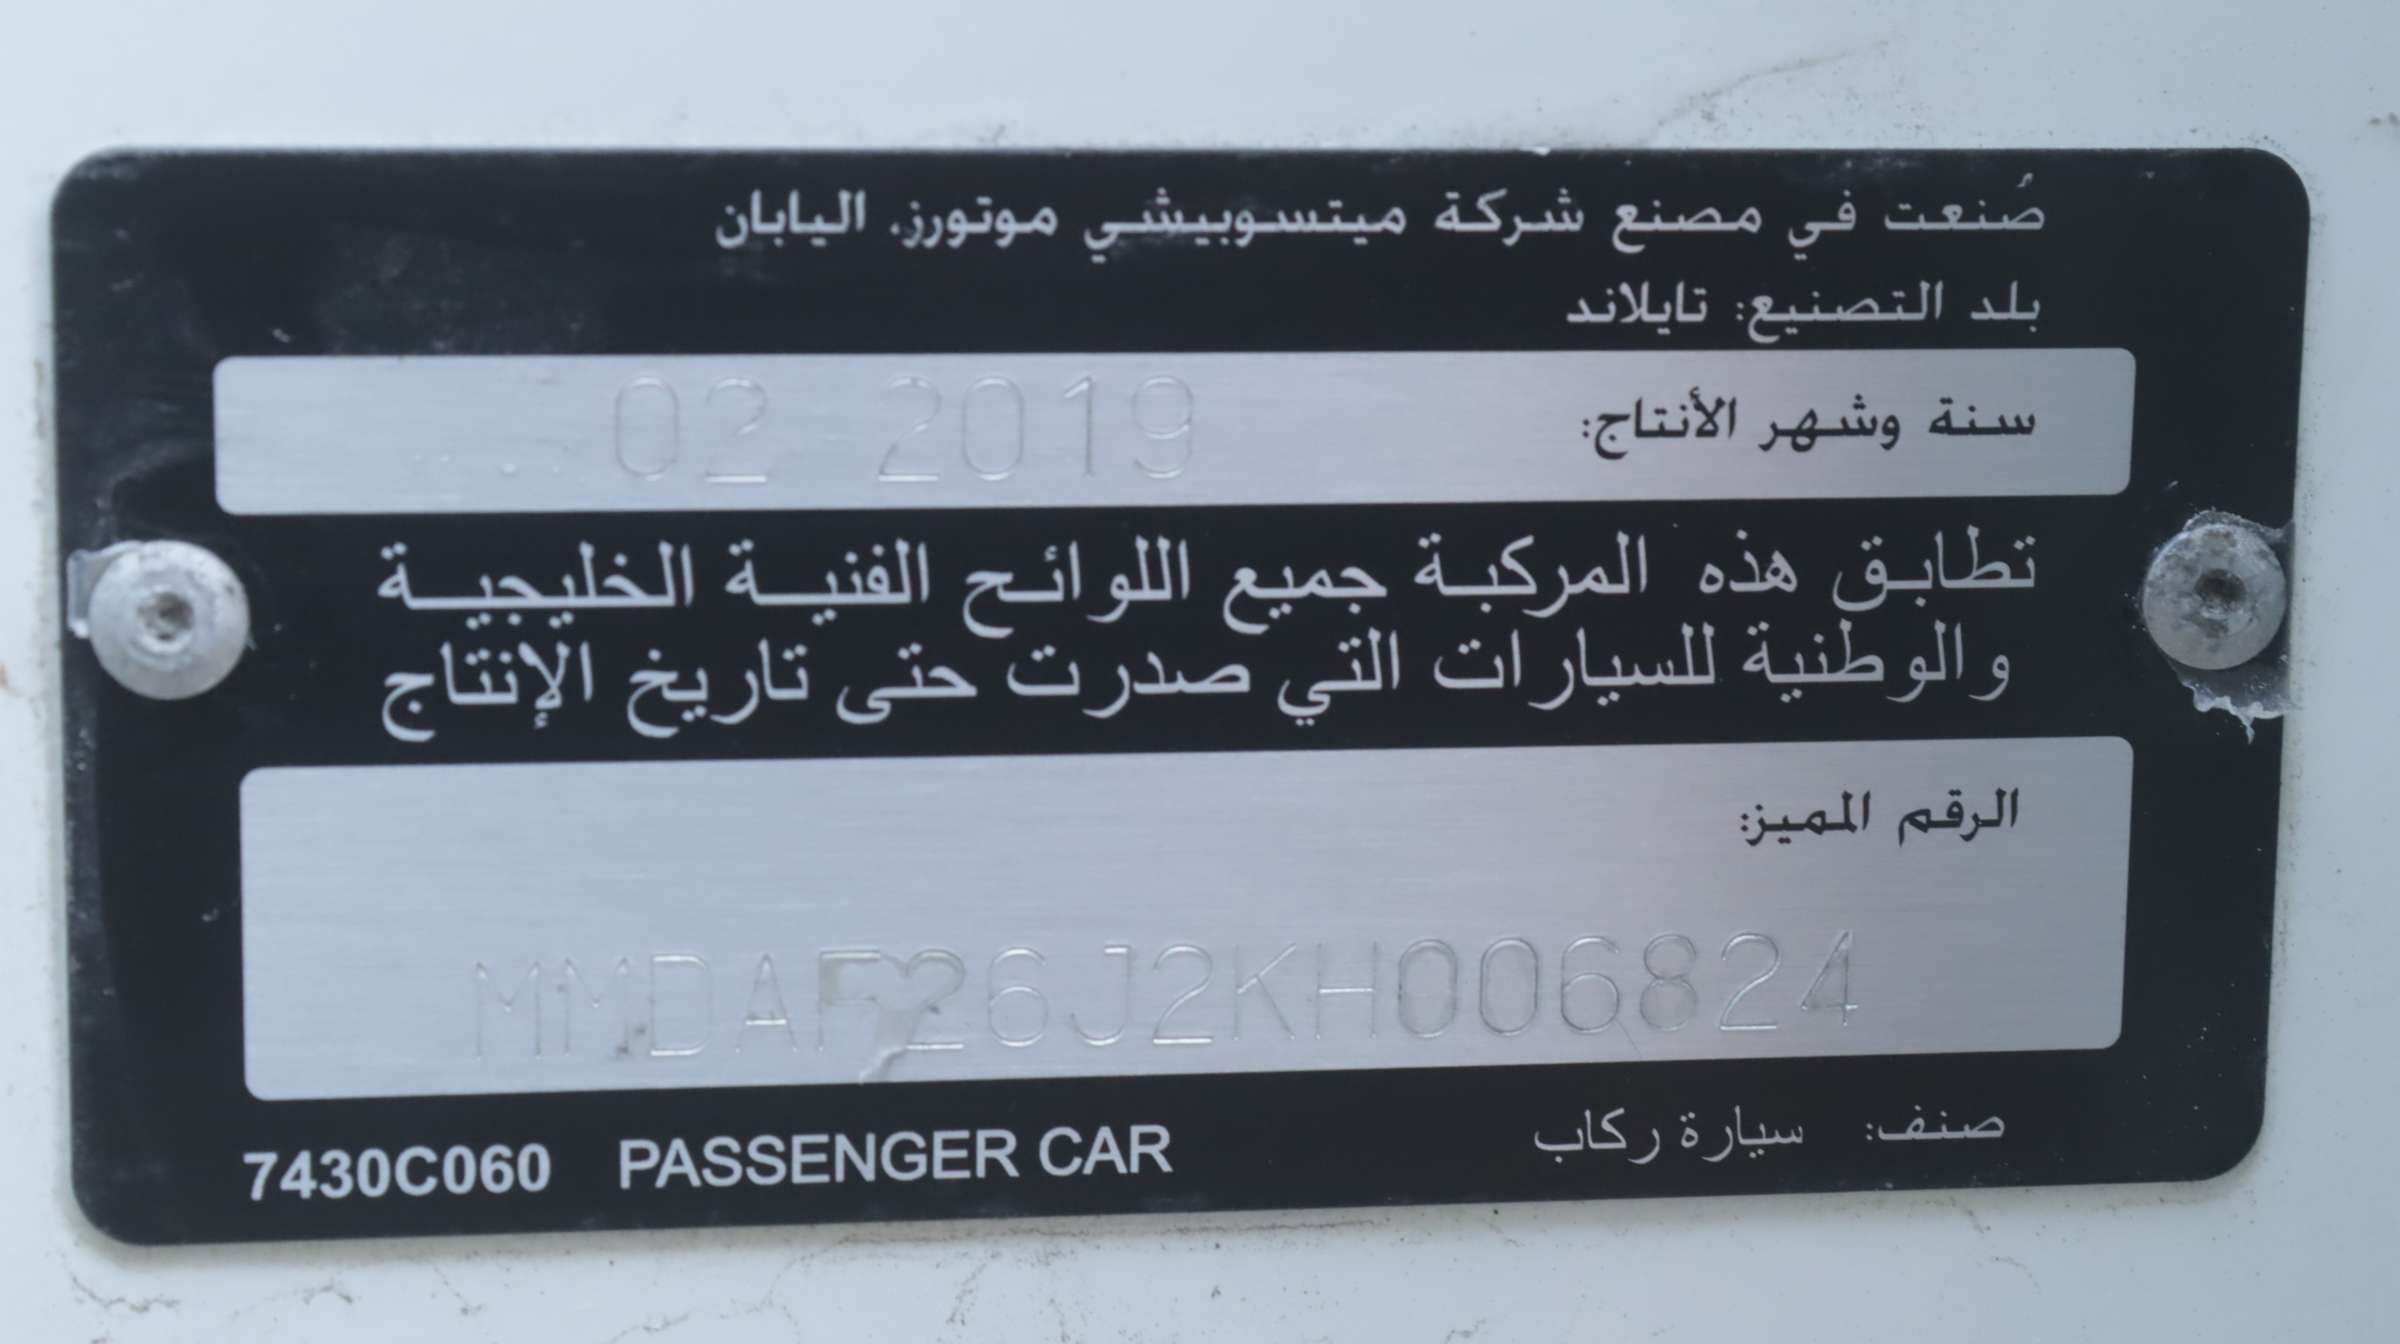 صُنعت في مصنع شركة ميتسوبيشي موتورز، اليابان
بلد التصنيع: تايلاند
سنة وشهر الأنتاج: 02 2019
تطابق هذه المركبة جميع اللوائح الفنية الخليجية
والوطنية للسيارات التي صدرت حتى تاريخ الإنتاج
الرقم المميز:
MMDAF26J2KH006824
صنف: سيارة ركاب PASSENGER CAR 7430C060